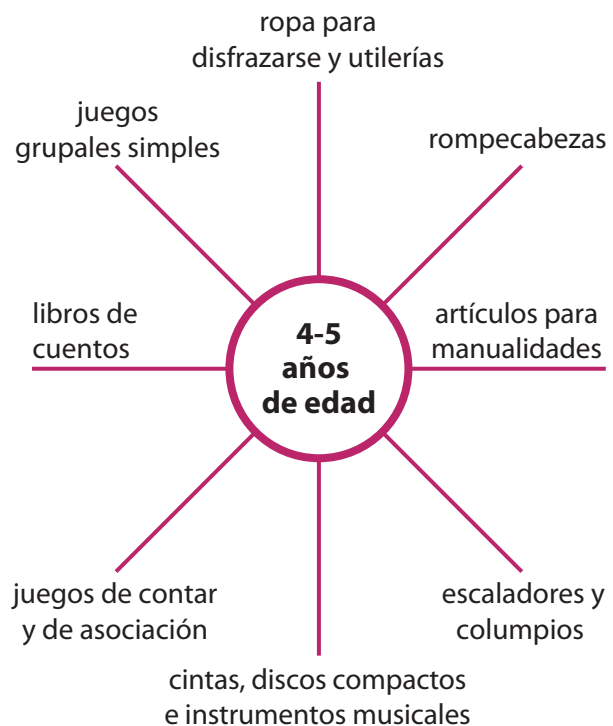 ropa para
disfrazarse y utilerías
juegos
grupales simples
rompecabezas
libros de
cuentos
4-5
años
de edad
artículos para
manualidades
juegos de contar
y de asociación
escaladores y
columpios
cintas, discos compactos
e instrumentos musicales